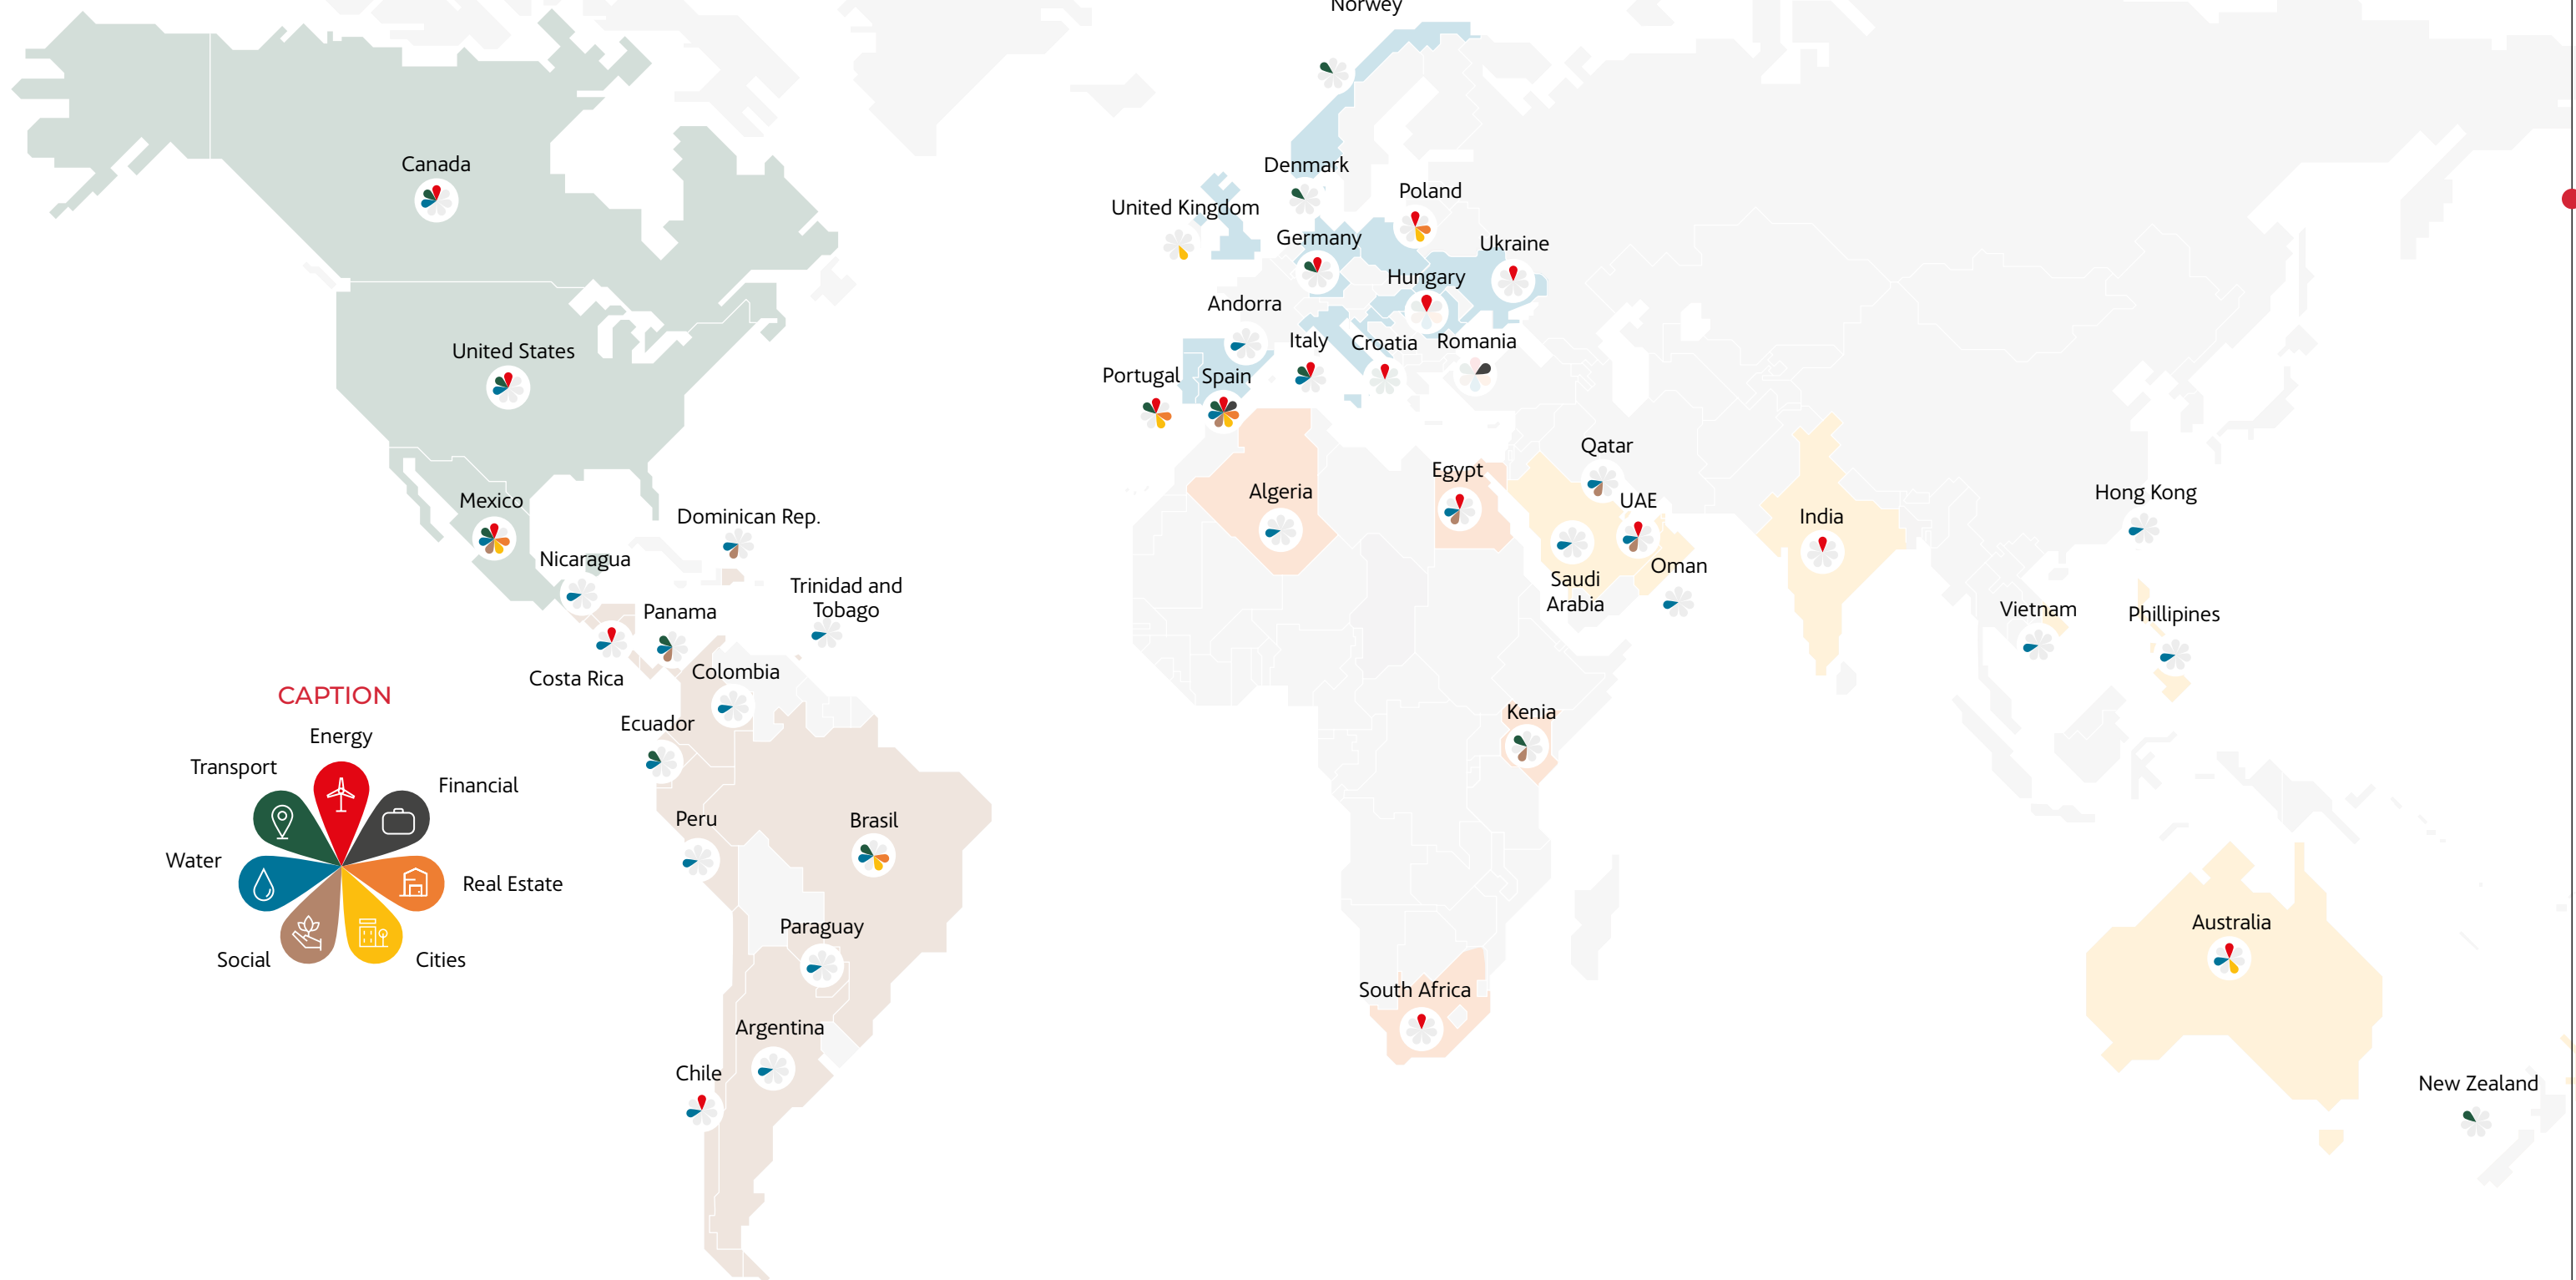 Norwey
Canada
Denmark
Poland
United Kingdom
Germany
Ukraine
Hungary
Andorra
Italy
Croatia
Romania
United States
Portugal
Spain
Qatar
Egypt
Algeria
UAE
Hong Kong
Mexico
Dominican Rep.
India
Nicaragua
Oman
Saudi
Arabia
Trinidad and
Tobago
Panama
Vietnam
Phillipines
Costa Rica
Colombia
Kenia
Ecuador
Peru
Brasil
Paraguay
Australia
South Africa
Argentina
Chile
New Zealand
CAPTION
Energy
Transport
Financial
Water
Real Estate
Social
Cities